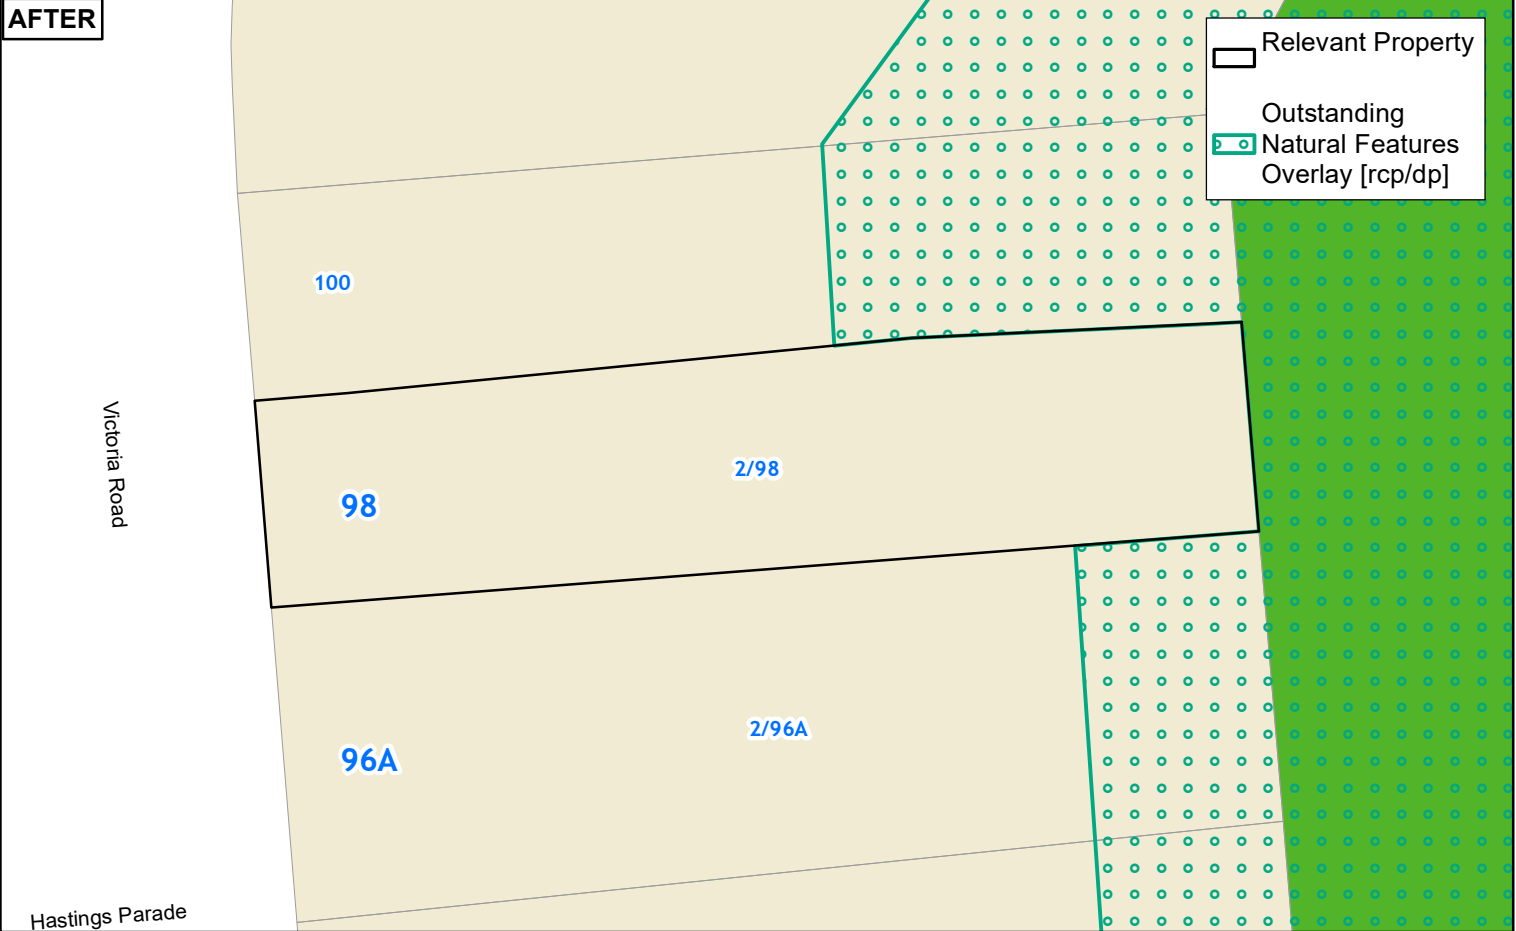 AFTER
Relevant Property
Outstanding
Natural Features
Overlay [rcp/dp]
100
Victoria Road
2/98
98
2/96A
96A
Hastings Parade